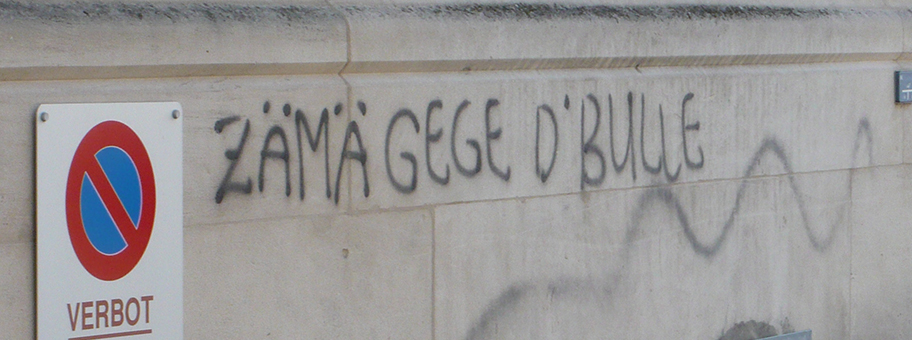 ZÄMÄ GEGE D'BULLE
VERBOT